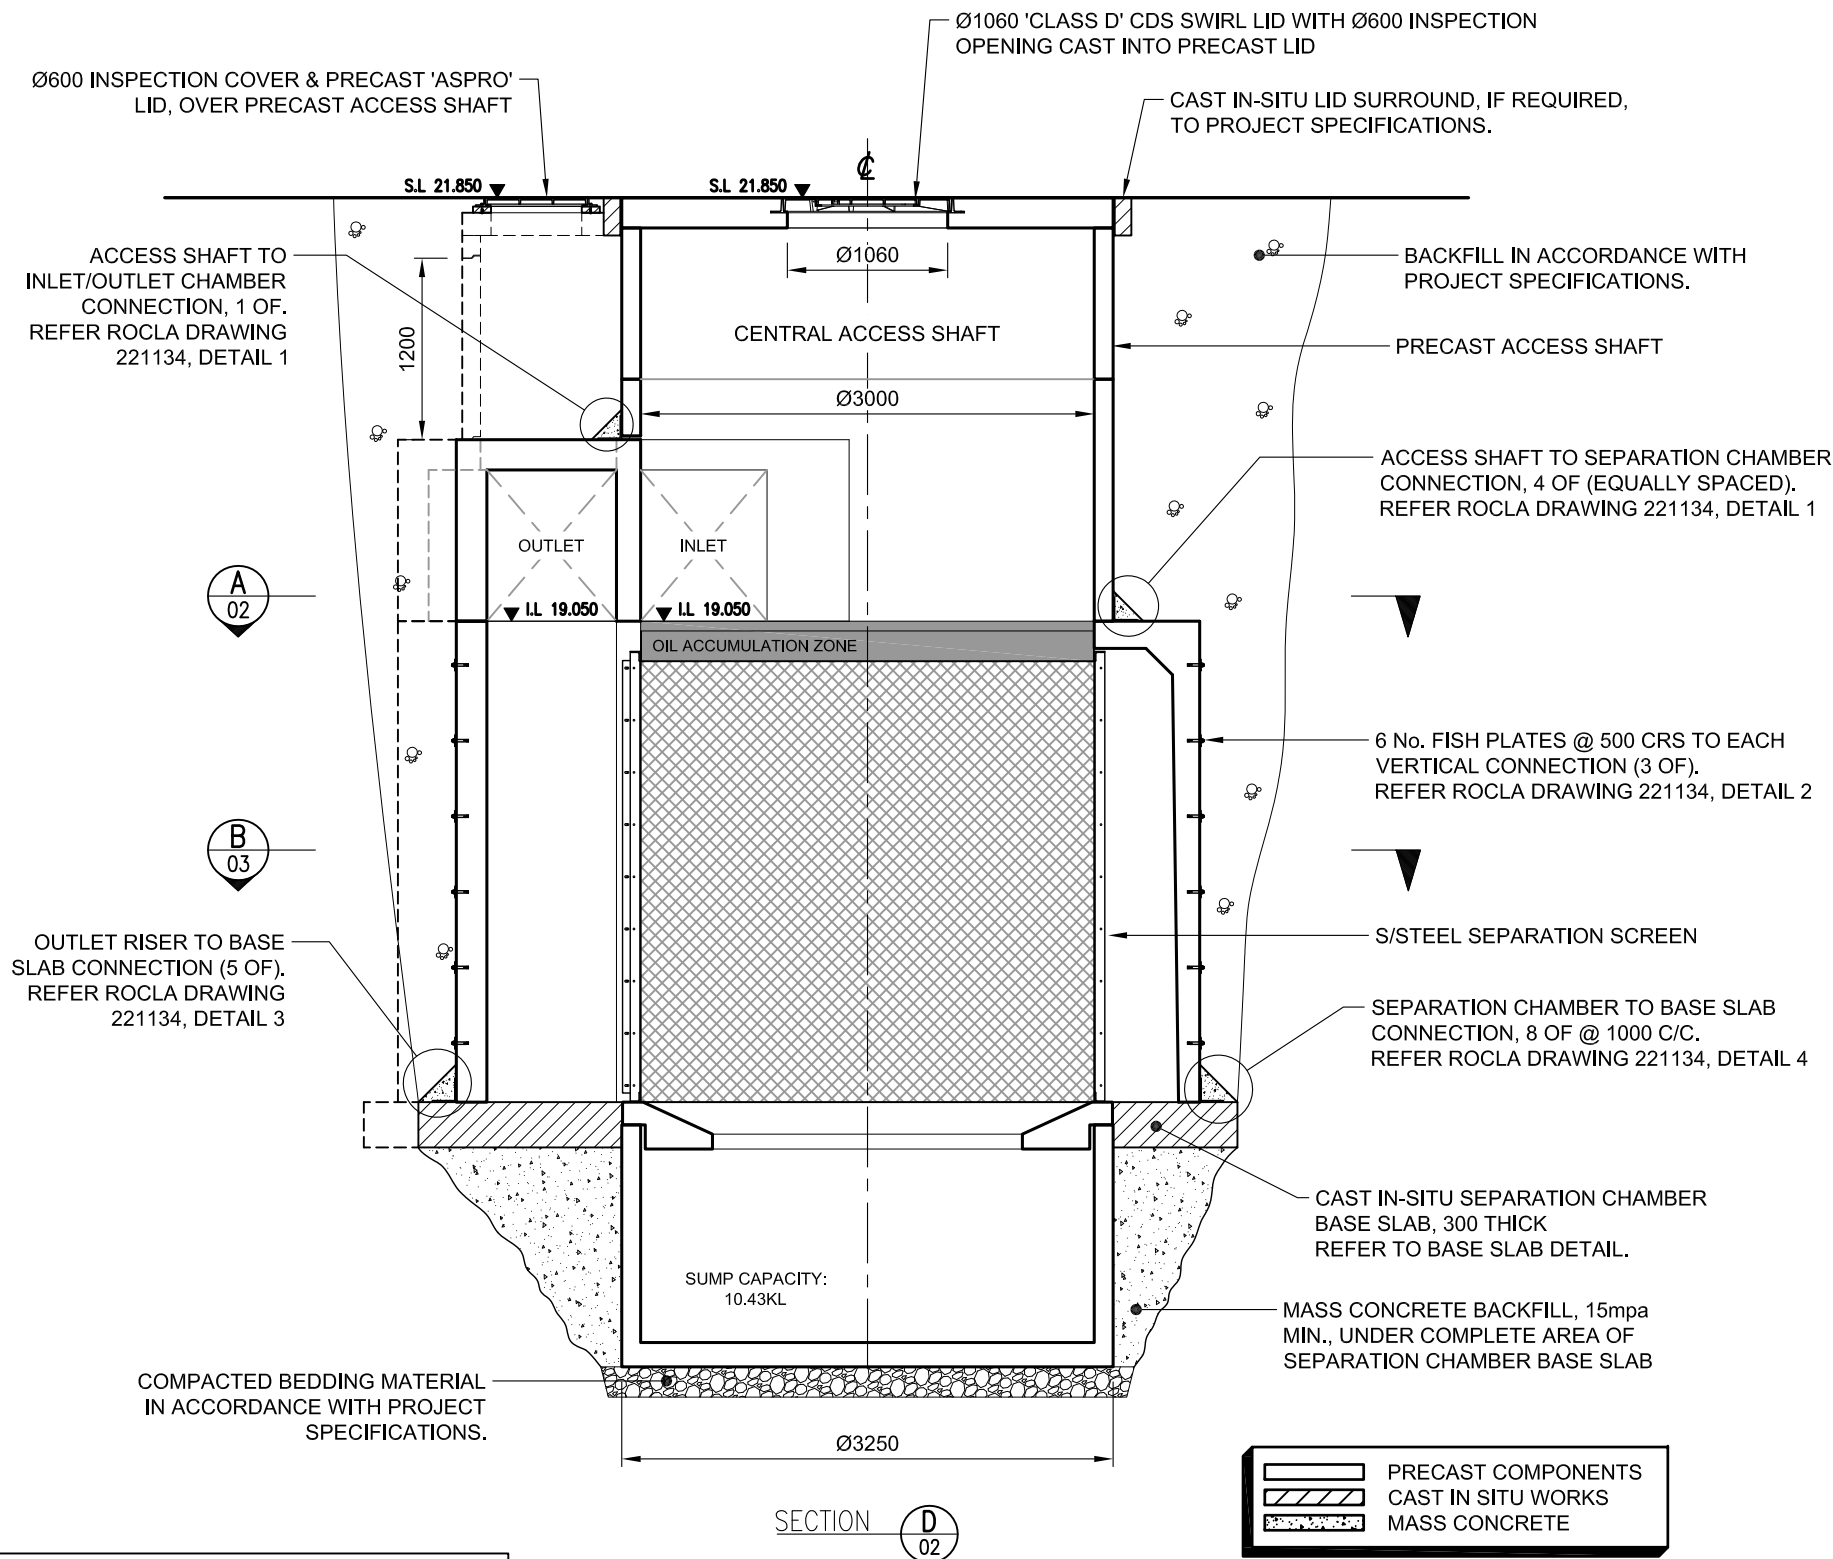 Ø1060 'CLASS D' CDS SWIRL LID WITH Ø600 INSPECTION
OPENING CAST INTO PRECAST LID
Ø600 INSPECTION COVER & PRECAST 'ASPRO'
LID, OVER PRECAST ACCESS SHAFT
CAST IN-SITU LID SURROUND, IF REQUIRED,
TO PROJECT SPECIFICATIONS.
S.L 21.850
S.L 21.850
ACCESS SHAFT TO
INLET/OUTLET CHAMBER
CONNECTION, 1 OF.
REFER ROCLA DRAWING
221134, DETAIL 1
1200
Ø1060
CENTRAL ACCESS SHAFT
Ø3000
BACKFILL IN ACCORDANCE WITH
PROJECT SPECIFICATIONS.
PRECAST ACCESS SHAFT
ACCESS SHAFT TO SEPARATION CHAMBER
CONNECTION, 4 OF (EQUALLY SPACED).
REFER ROCLA DRAWING 221134, DETAIL 1
OUTLET
INLET
A
02
I.L 19.050
I.L 19.050
OIL ACCUMULATION ZONE
6 No. FISH PLATES @ 500 CRS TO EACH
VERTICAL CONNECTION (3 OF).
REFER ROCLA DRAWING 221134, DETAIL 2
B
03
OUTLET RISER TO BASE
SLAB CONNECTION (5 OF).
REFER ROCLA DRAWING
221134, DETAIL 3
S/STEEL SEPARATION SCREEN
SEPARATION CHAMBER TO BASE SLAB
CONNECTION, 8 OF @ 1000 C/C.
REFER ROCLA DRAWING 221134, DETAIL 4
CAST IN-SITU SEPARATION CHAMBER
BASE SLAB, 300 THICK
REFER TO BASE SLAB DETAIL.
SUMP CAPACITY:
10.43KL
MASS CONCRETE BACKFILL, 15mpa
MIN., UNDER COMPLETE AREA OF
SEPARATION CHAMBER BASE SLAB
COMPACTED BEDDING MATERIAL
IN ACCORDANCE WITH PROJECT
SPECIFICATIONS.
Ø3250
PRECAST COMPONENTS
CAST IN SITU WORKS
MASS CONCRETE
SECTION
D
02